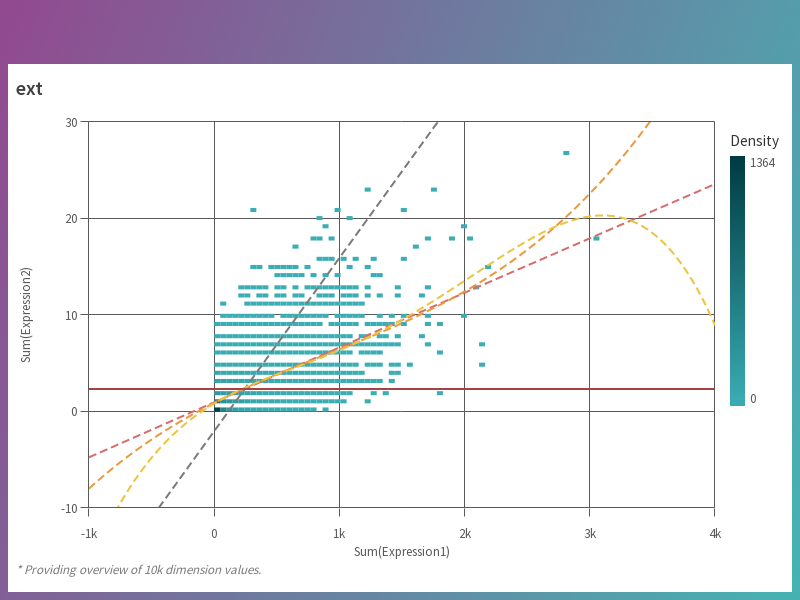 ext
Density
1364
0
30
20
10
0
-10
Sum(Expression2)
-1k
0
1k
2k
3k
4k
Sum(Expression1)
* Providing overview of 10k dimension values.